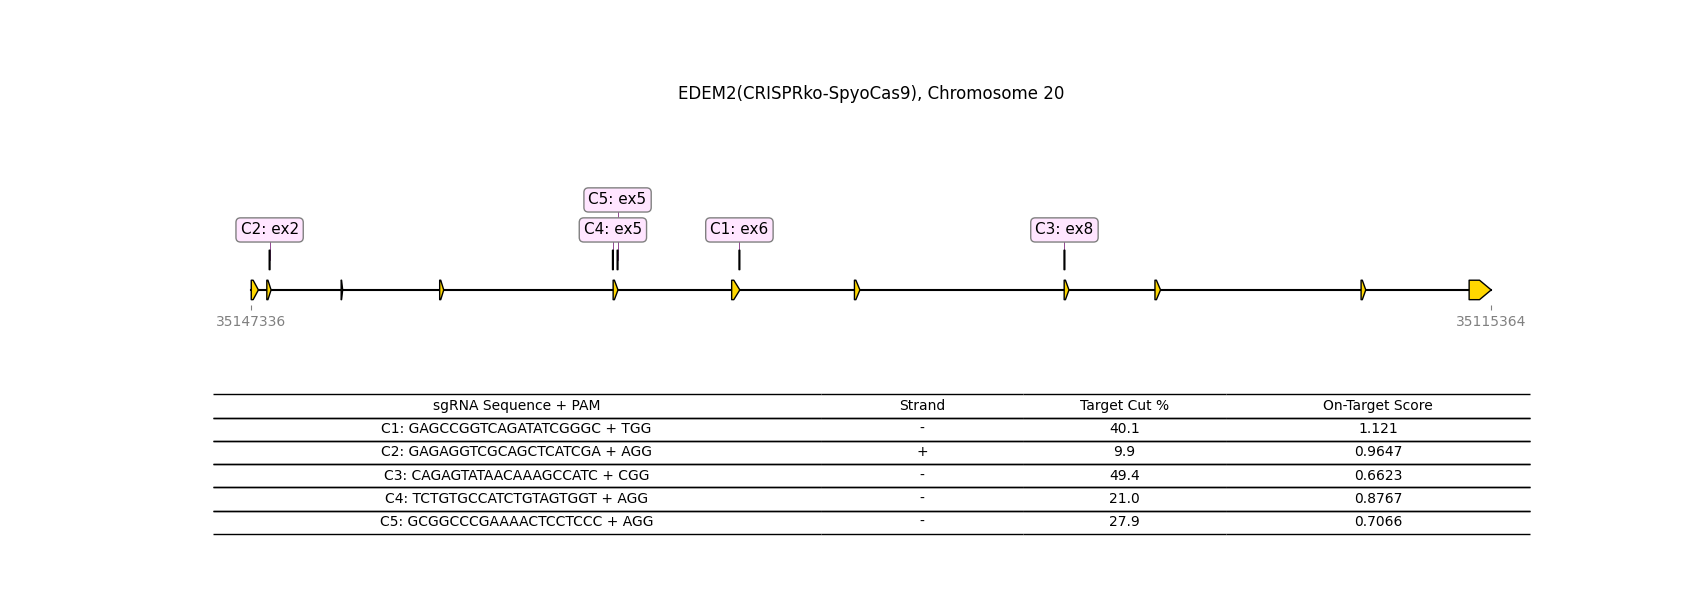 EDEM2(CRISPRko-SpyoCas9), Chromosome 20
C5: ex5
C2: ex2 C4: ex5 C1: ex6 C3: ex8
35147336 35115364
sgRNA Sequence + PAM Strand Target Cut % On-Target Score
C1: GAGCCGGTCAGATATCGGGC + TGG - 40.1 1.121
C2: GAGAGGTCGCAGCTCATCGA + AGG + 9.9 0.9647
C3: CAGAGTATAACAAAGCCATC + CGG - 49.4 0.6623
C4: TCTGTGCCATCTGTAGTGGT + AGG - 21.0 0.8767
C5: GCGGCCCGAAAACTCCTCCC + AGG - 27.9 0.7066